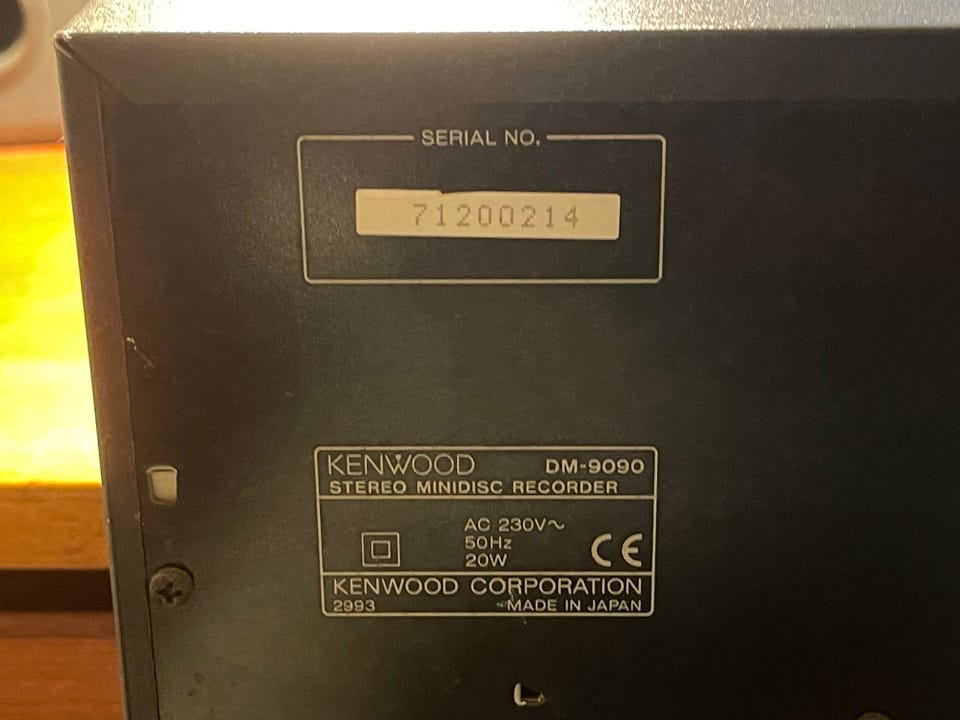 SERIAL NO.
71200214
KENWOOD DM-9090
STEREO MINIDISC RECORDER
AC 230V~
50Hz
20W
CE
KENWOOD CORPORATION
2993 MADE IN JAPAN